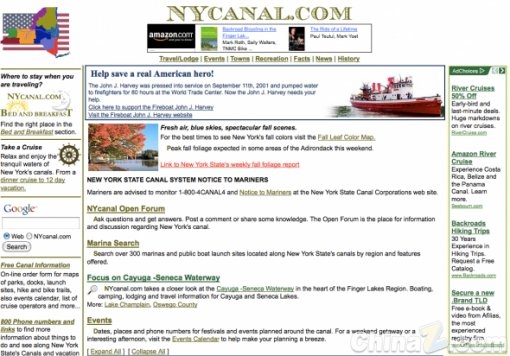 NYCANAL.COM
amazon.com
Backroad Bicycling in the Finger Lak...
Mark Roth, Sally Walters,
TNMC Bike ...
The Ride of a Lifetime
Paul Teutul, Mark Yost
Travel/Lodge | Events | Towns | Recreation | Facts | News | History
Where to stay when you are traveling?
NYCANAL.COM
BED AND BREAKFAST
Find the right place in the
Bed and Breakfast section.
Take a Cruise
Relax and enjoy the
tranquil waters of
New York's canals. From a
dinner cruise to 12 day
vacation.
Google
Web NYcanal.com
Search
Free Canal Information
On-line order form for maps
of parks, docks, launch
sites, hike and bike trails,
also events calendar, list of
cruise operators and more...
800 Phone numbers and
links to find more
information about things to
do and see along New York
State's Canals and vacation
Help save a real American hero!
The John J. Harvey was pressed into service on September 11th, 2001 and pumped water
to firefighters for 80 hours at the World Trade Center. Now the John J. Harvey needs your
help.
Click here to support the Fireboat John J. Harvey
Visit the Fireboat John J. Harvey website
Fresh air, blue skies, spectacular fall scenes.
For the best times to see New York's fall colors visit the Fall Leaf Color Map.
Peak fall foliage expected in some areas of the Adirondack this weekend.
Link to New York State's weekly fall foliage report
NEW YORK STATE CANAL SYSTEM NOTICE TO MARINERS
Mariners are advised to monitor 1-800-4CANAL4 and Notice to Mariners at the New York State Canal Corporations web site.
NYcanal Open Forum
Ask questions and get answers. Post a comment or share some knowledge. The Open Forum is the place for information
and discussion regarding New York's canal.
Marina Search
Search over 300 marinas and public boat launch sites located along New York State's canals by region and features
offered.
Focus on Cayuga -Seneca Waterway
NYcanal.com takes a closer look at the Cayuga -Seneca Waterway in the heart of the Finger Lakes Region. Boating,
camping, lodging and travel information for Cayuga and Seneca Lakes.
More: Lake Champlain, Oswego County
Events
Dates, places and phone numbers for festivals and events planned around the canal. For a weekend getaway or a
interesting afternoon, visit the Events Calendar to help make your planning a breeze.
[ Expand All ] [ Collapse All ]
AdChoices
River Cruises
50% Off
Early-bird and
last-minute deals.
Huge markdowns
on river cruises.
RiverCruise.com
Amazon River
Cruise
Experience Costa
Rica, Belize and
the Panama Canal.
Learn more.
Backroads
Hiking Trips
30 Years
Experience in
Hiking Trips.
Request a Free
Catalog.
www.Backroads.com
Secure a new
.Brand TLD
Free e-book &
video from Afilias,
the most
experienced